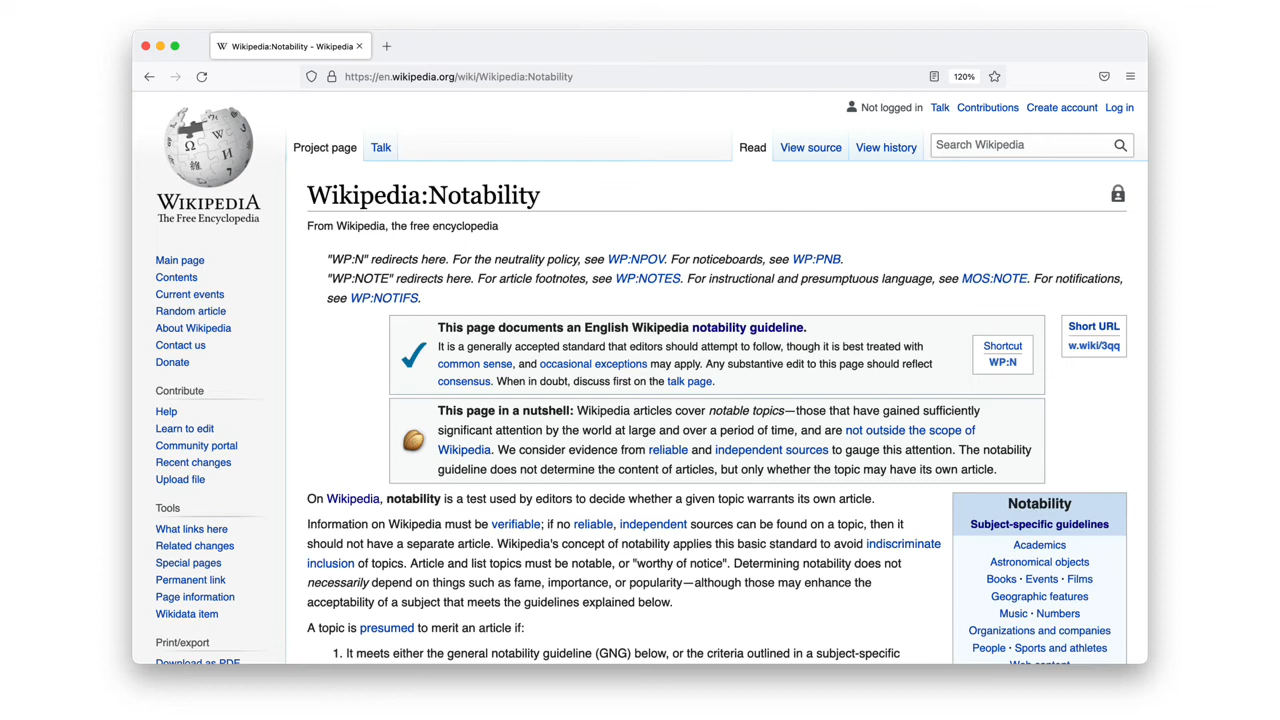 Wikipedia:Notability - Wikipedia
https://en.wikipedia.org/wiki/Wikipedia:Notability
120%
Not logged in Talk Contributions Create account Log in
Project page Talk Read View source View history Search Wikipedia
WIKIPEDIA
The Free Encyclopedia
Main page
Contents
Current events
Random article
About Wikipedia
Contact us
Donate
Contribute
Help
Learn to edit
Community portal
Recent changes
Upload file
Tools
What links here
Related changes
Special pages
Permanent link
Page information
Wikidata item
Print/export
Download as PDF
Wikipedia:Notability
From Wikipedia, the free encyclopedia
"WP:N" redirects here. For the neutrality policy, see WP:NPOV. For noticeboards, see WP:PNB.
"WP:NOTE" redirects here. For article footnotes, see WP:NOTES. For instructional and presumptuous language, see MOS:NOTE. For notifications,
see WP:NOTIFS.
This page documents an English Wikipedia notability guideline.
It is a generally accepted standard that editors should attempt to follow, though it is best treated with
common sense, and occasional exceptions may apply. Any substantive edit to this page should reflect
consensus. When in doubt, discuss first on the talk page.
Shortcut
WP:N
Short URL
w.wiki/3qq
This page in a nutshell: Wikipedia articles cover notable topics—those that have gained sufficiently
significant attention by the world at large and over a period of time, and are not outside the scope of
Wikipedia. We consider evidence from reliable and independent sources to gauge this attention. The notability
guideline does not determine the content of articles, but only whether the topic may have its own article.
On Wikipedia, notability is a test used by editors to decide whether a given topic warrants its own article.
Information on Wikipedia must be verifiable; if no reliable, independent sources can be found on a topic, then it
should not have a separate article. Wikipedia's concept of notability applies this basic standard to avoid indiscriminate
inclusion of topics. Article and list topics must be notable, or "worthy of notice". Determining notability does not
necessarily depend on things such as fame, importance, or popularity—although those may enhance the
acceptability of a subject that meets the guidelines explained below.
A topic is presumed to merit an article if:
1. It meets either the general notability guideline (GNG) below, or the criteria outlined in a subject-specific
Notability
Subject-specific guidelines
Academics
Astronomical objects
Books · Events · Films
Geographic features
Music · Numbers
Organizations and companies
People · Sports and athletes
Web content